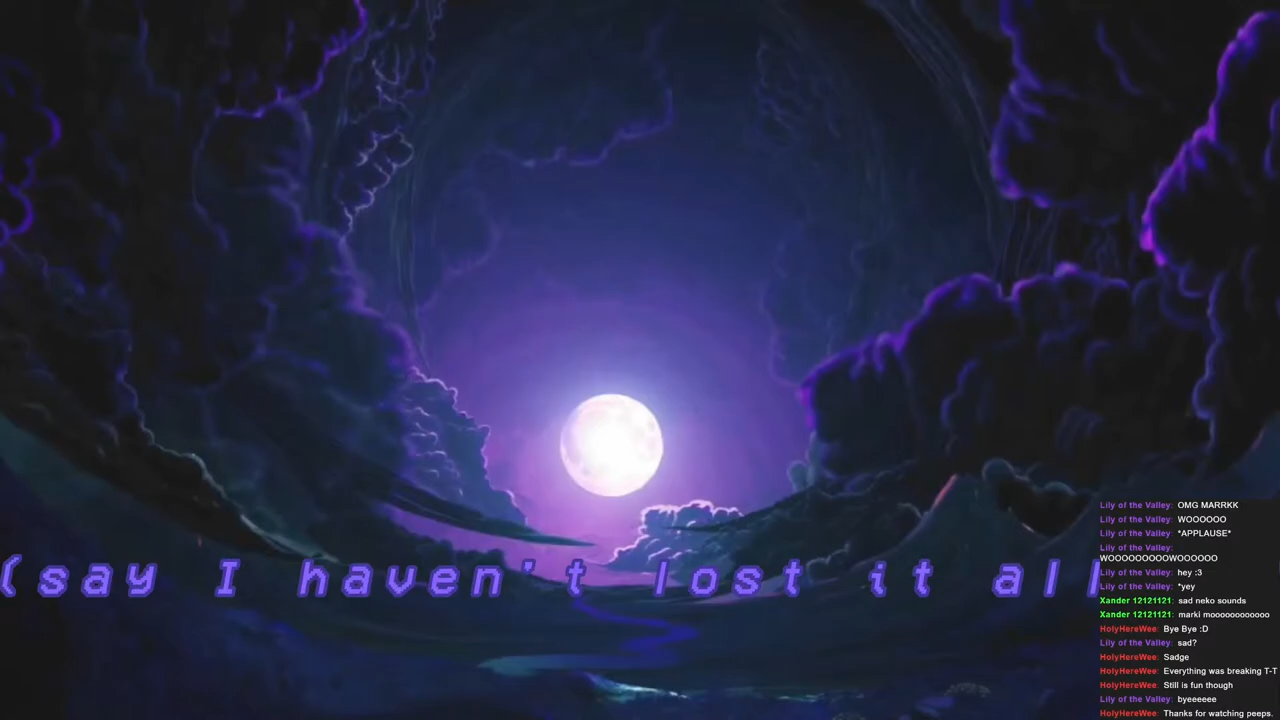 (say I haven't lost it all
Lily of the Valley: OMG MARRKK
Lily of the Valley: WOOOOOO
Lily of the Valley: *APPLAUSE*
Lily of the Valley:
WOOOOOOOOOWOOOOOO
Lily of the Valley: hey :3
Lily of the Valley: *yey
Xander 12121121: sad neko sounds
Xander 12121121: marki moooooooooooo
HolyHereWee: Bye Bye :D
Lily of the Valley: sad?
HolyHereWee: Sadge
HolyHereWee: Everything was breaking T-T
HolyHereWee: Still is fun though
Lily of the Valley: byeeeeee
HolyHereWee: Thanks for watching peeps.